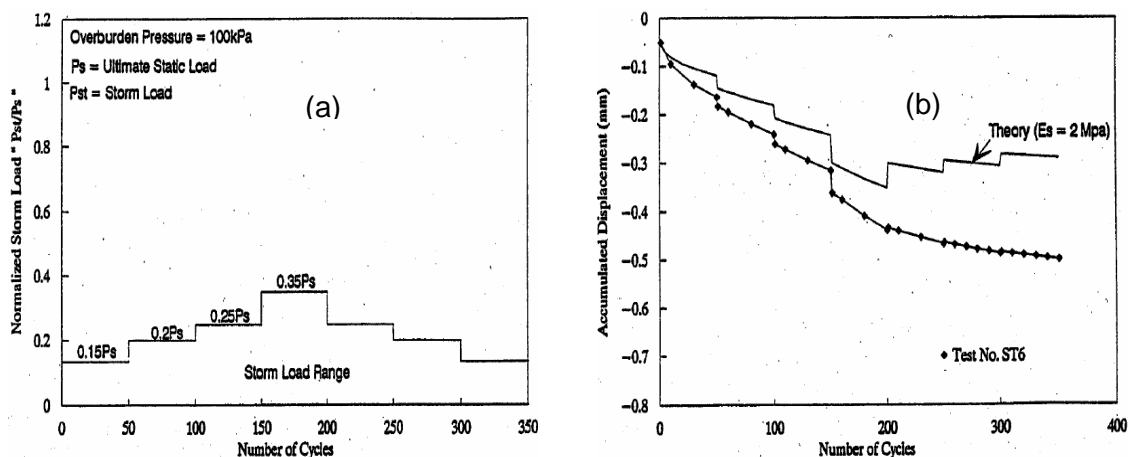 1.2
1
0.8
0.6
0.4
0.2
0
Normalized Storm Load " Pst/Ps "
Overburden Pressure = 100kPa
Ps = Ultimate Static Load
Pst = Storm Load
(a)
0.35Ps
0.25Ps
0.2Ps
0.15Ps
Storm Load Range
0 50 100 150 200 250 300 350
Number of Cycles
0
−0.1
−0.2
−0.3
−0.4
−0.5
−0.6
−0.7
−0.8
Accumulated Displacement (mm)
(b)
Theory (Es = 2 Mpa)
Test No. ST6
0 100 200 300 400
Number of Cycles